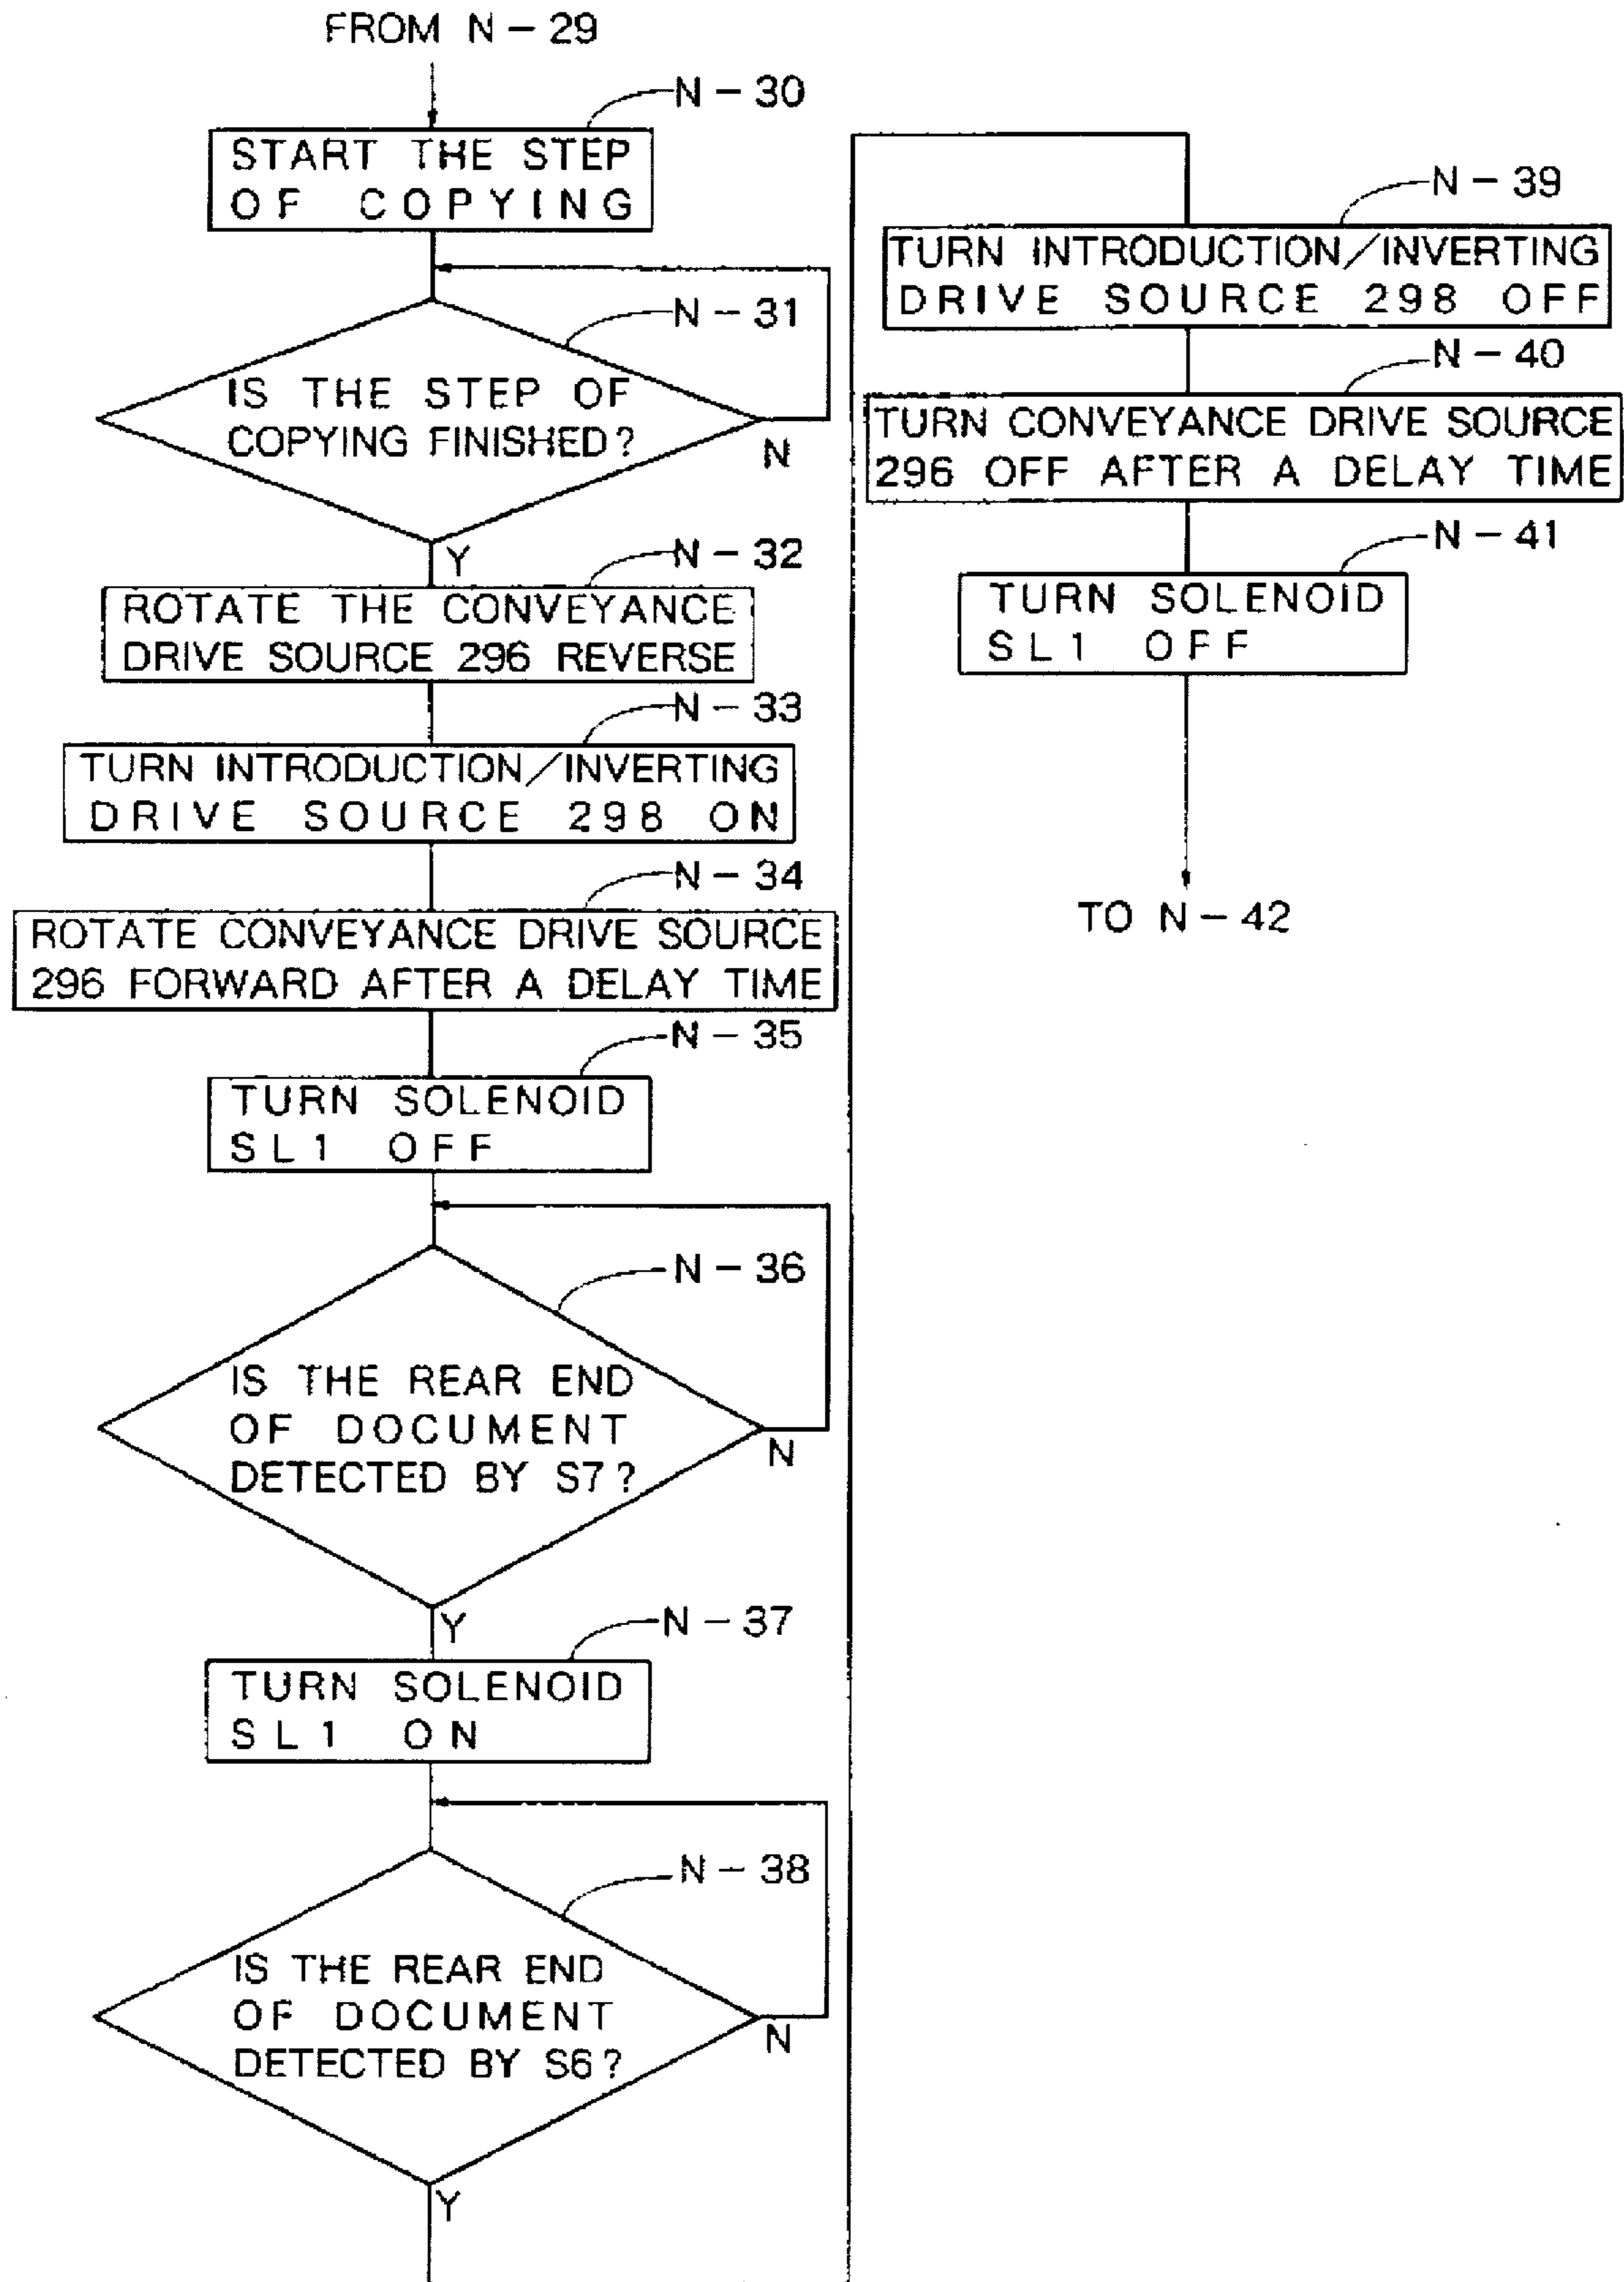 FROM N-29
N-30
START THE STEP
OF COPYING
N-31
IS THE STEP OF
COPYING FINISHED?
N
Y
N-32
ROTATE THE CONVEYANCE
DRIVE SOURCE 296 REVERSE
N-33
TURN INTRODUCTION/INVERTING
DRIVE SOURCE 298 ON
N-34
ROTATE CONVEYANCE DRIVE SOURCE
296 FORWARD AFTER A DELAY TIME
N-35
TURN SOLENOID
SL1 OFF
N-36
IS THE REAR END
OF DOCUMENT
DETECTED BY S7?
N
Y
N-37
TURN SOLENOID
SL1 ON
N-38
IS THE REAR END
OF DOCUMENT
DETECTED BY S6?
N
Y
N-39
TURN INTRODUCTION/INVERTING
DRIVE SOURCE 298 OFF
N-40
TURN CONVEYANCE DRIVE SOURCE
296 OFF AFTER A DELAY TIME
N-41
TURN SOLENOID
SL1 OFF
TO N-42